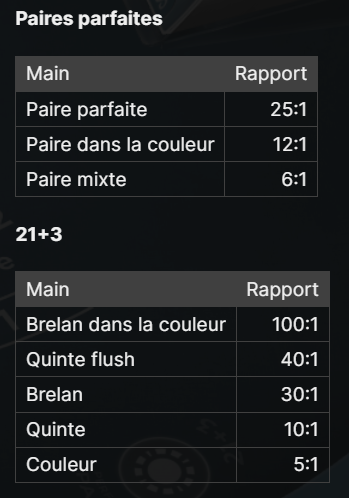 Paires parfaites
Main Rapport
Paire parfaite 25:1
Paire dans la couleur 12:1
Paire mixte 6:1
21+3
Main Rapport
Brelan dans la couleur 100:1
Quinte flush 40:1
Brelan 30:1
Quinte 10:1
Couleur 5:1